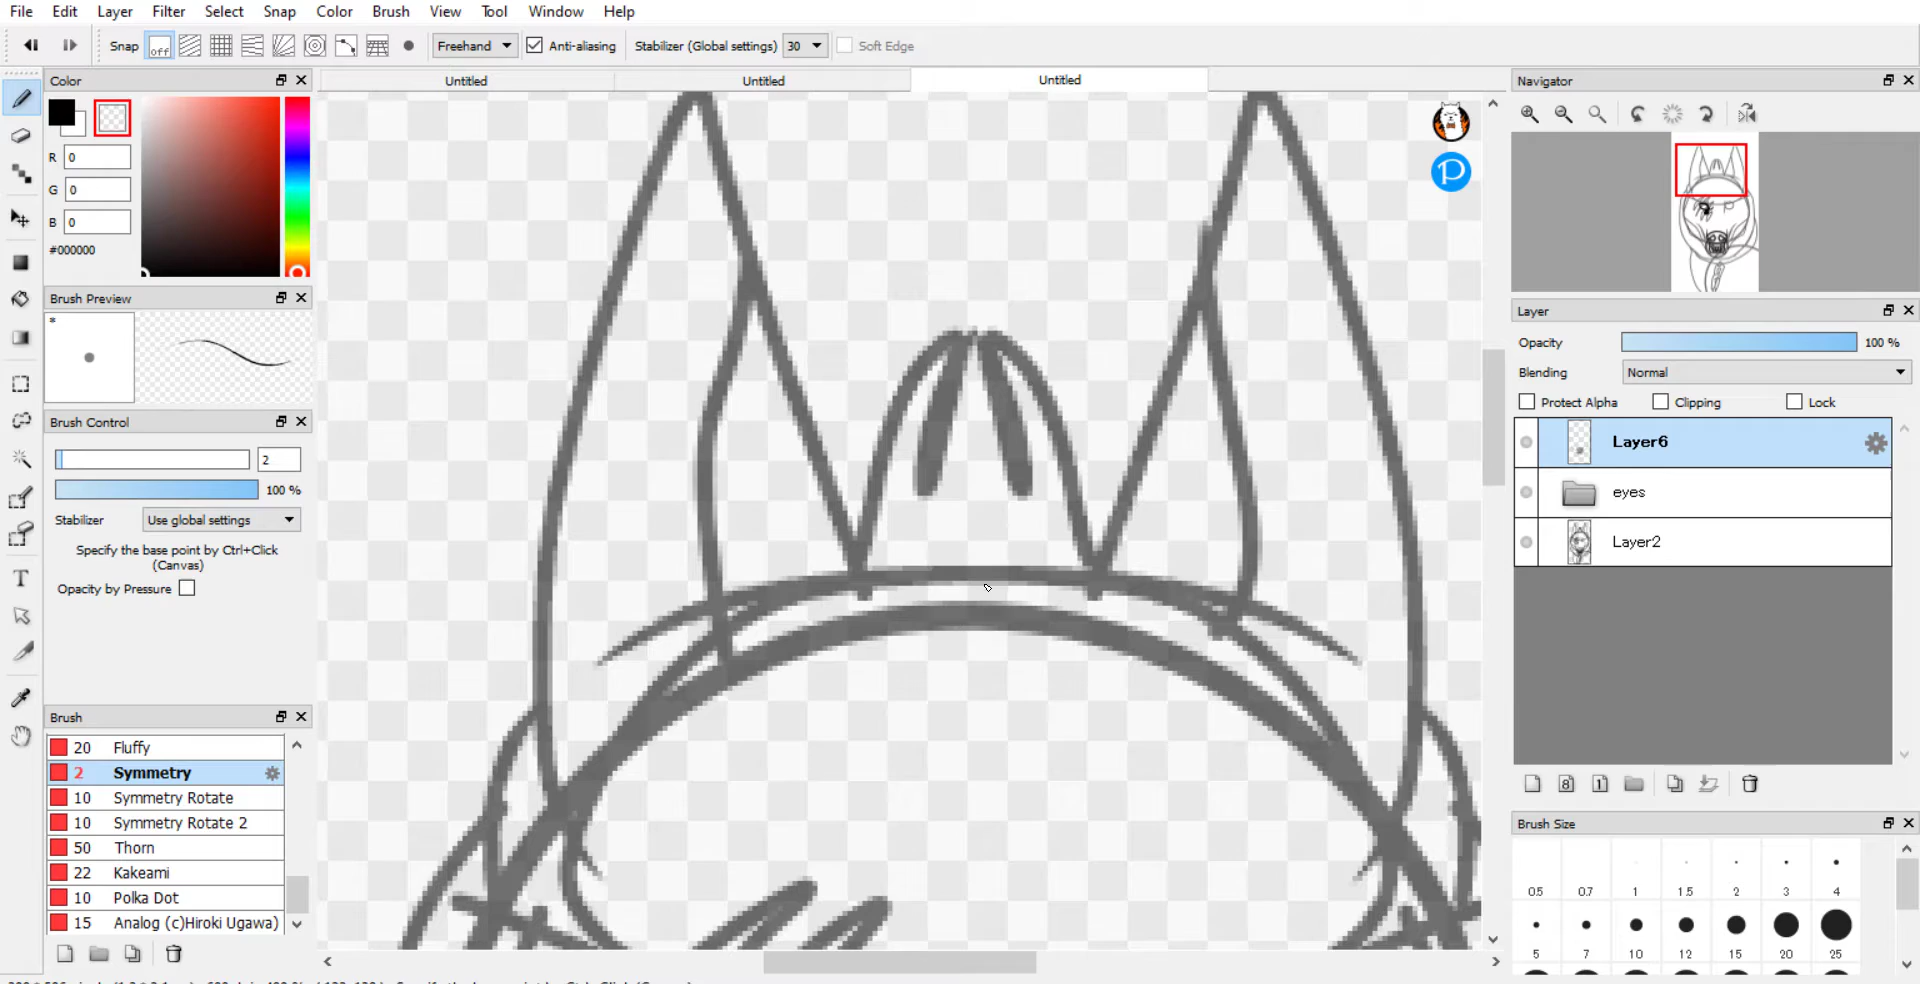 File Edit Layer Filter Select Snap Color Brush View Tool Window Help
Snap off Freehand Anti-aliasing Stabilizer (Global settings) 30 Soft Edge
Color
Untitled
Untitled
Untitled
Navigator
R 0
G 0
B 0
#000000
Brush Preview
*
Layer
Opacity 100 %
Blending Normal
Protect Alpha Clipping Lock
Brush Control
2
100 %
Stabilizer Use global settings
Specify the base point by Ctrl+Click
(Canvas)
Opacity by Pressure
Layer6
eyes
Layer2
T
P
Brush
20 Fluffy
2 Symmetry
10 Symmetry Rotate
10 Symmetry Rotate 2
50 Thorn
22 Kakeami
10 Polka Dot
15 Analog (c)Hiroki Ugawa)
8 1
Brush Size
0.5 0.7 1 1.5 2 3 4
5 7 10 12 15 20 25